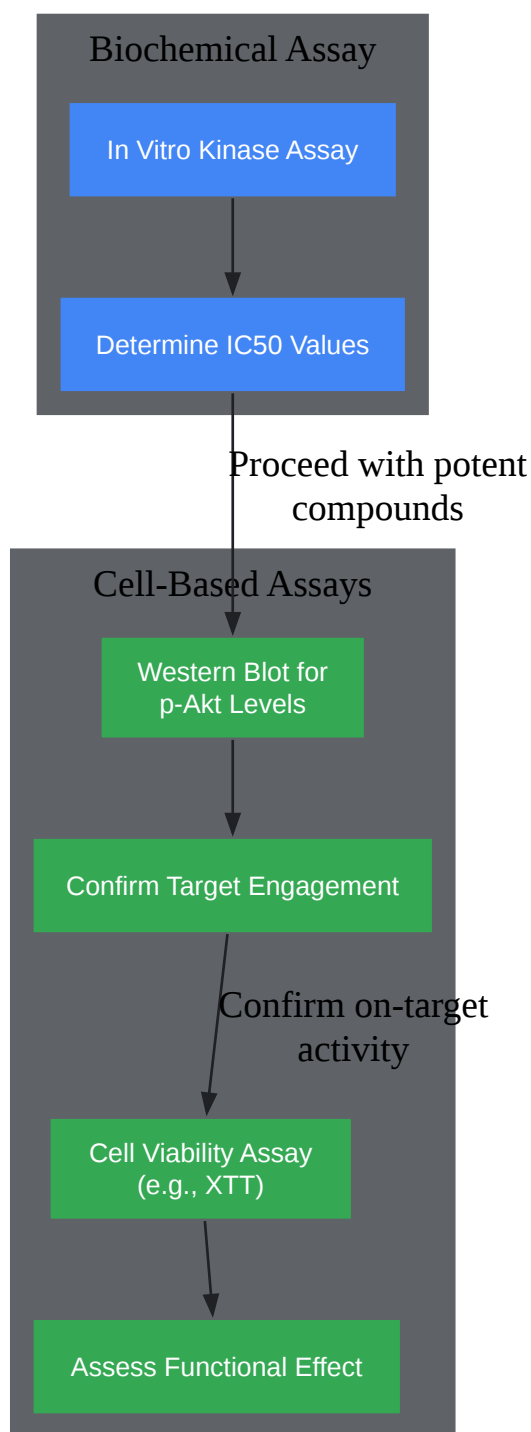 Biochemical Assay
In Vitro Kinase Assay
Determine IC50 Values
Proceed with potent
compounds
Cell-Based Assays
Western Blot for
p-Akt Levels
Confirm Target Engagement
Confirm on-target
activity
Cell Viability Assay
(e.g., XTT)
Assess Functional Effect